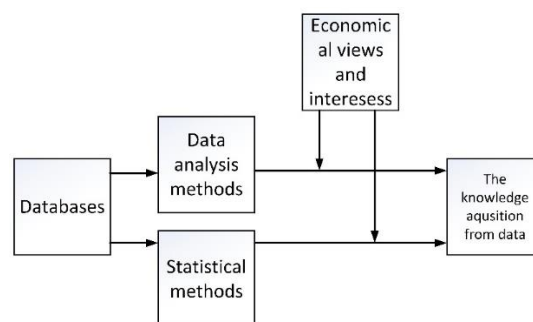 Economic
al views
and
interesess
Data
analysis
methods
Databases
The
knowledge
aqusition
from data
Statistical
methods